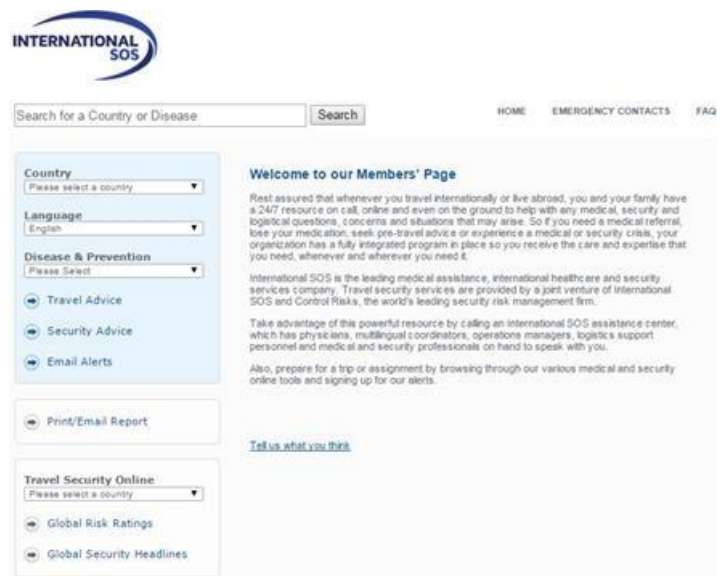 INTERNATIONAL
SOS
Search for a Country or Disease
Search
HOME
EMERGENCY CONTACTS
FAQ
Country
Please select a country
Language
English
Disease & Prevention
Please Select
Travel Advice
Security Advice
Email Alerts
Print/Email Report
Travel Security Online
Please select a country
Global Risk Ratings
Global Security Headlines
Welcome to our Members' Page
Rest assured that whenever you travel internationally or live abroad, you and your family have
a 24/7 resource on call, online and even on the ground to help with any medical, security and
logistical questions, concerns and situations that may arise. So if you need a medical referral,
lose your medication, seek pre-travel advice or experience a medical or security crisis, your
organization has a fully integrated program in place so you receive the care and expertise that
you need, whenever and wherever you need it.
International SOS is the leading medical assistance, international healthcare and security
services company. Travel security services are provided by a joint venture of International
SOS and Control Risks, the world's leading security risk management firm.
Take advantage of this powerful resource by calling an International SOS assistance center,
which has physicians, multilingual coordinators, operations managers, logistics support
personnel and medical and security professionals on hand to speak with you.
Also, prepare for a trip or assignment by browsing through our various medical and security
online tools and signing up for our alerts.
Tell us what you think